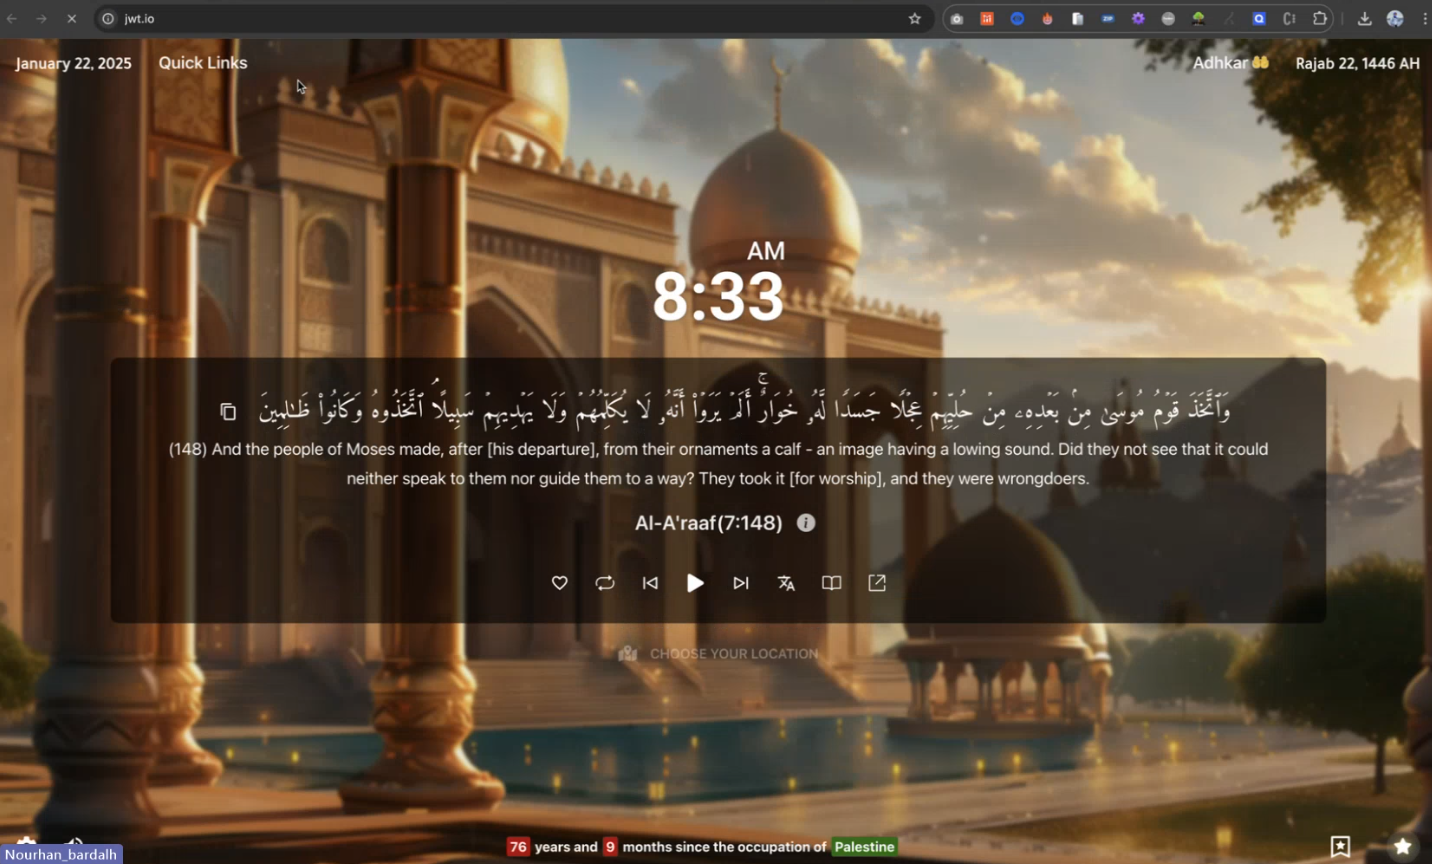 jwt.io
January 22, 2025 Quick Links Adhkar Rajab 22, 1446 AH
AM
8:33
وَٱتَّخَذَ قَوْمُ مُوسَىٰ مِنۢ بَعْدِهِۦ مِنْ حُلِيِّهِمْ عِجْلًا جَسَدًا لَّهُۥ خُوَارٌ ۚ أَلَمْ يَرَوْا۟ أَنَّهُۥ لَا يُكَلِّمُهُمْ وَلَا يَهْدِيهِمْ سَبِيلًا ۘ ٱتَّخَذُوهُ وَكَانُوا۟ ظَـٰلِمِينَ
(148) And the people of Moses made, after [his departure], from their ornaments a calf - an image having a lowing sound. Did they not see that it could
neither speak to them nor guide them to a way? They took it [for worship], and they were wrongdoers.
Al-A'raaf(7:148)
CHOOSE YOUR LOCATION
76 years and 9 months since the occupation of Palestine
Nourhan_bardalh